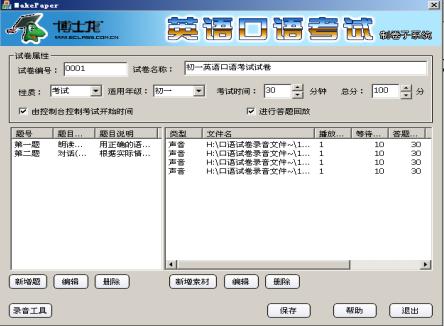 MakePaper
博士龙 WWW.BCLASS.COM.CN 英语口语考试 制卷子系统
试卷属性
试卷编号: 0001 试卷名称: 初一英语口语考试试卷
性质: 考试 适用年级: 初一 考试时间: 30 分钟 总分: 100 分
由控制台控制考试开始时间 进行答题回放
题号 题目... 题目说明 类型 文件名 播放... 等待... 答题...
第一题 朗读... 用正确的语... 声音 H:\口语试卷录音文件~\1... 1 10 30
第二题 对话(... 根据实际情... 声音 H:\口语试卷录音文件~\1... 1 10 30
声音 H:\口语试卷录音文件~\1... 1 10 30
声音 H:\口语试卷录音文件~\1... 1 10 30
新增题 编辑 删除 新增素材 编辑 删除
录音工具 保存 帮助 退出